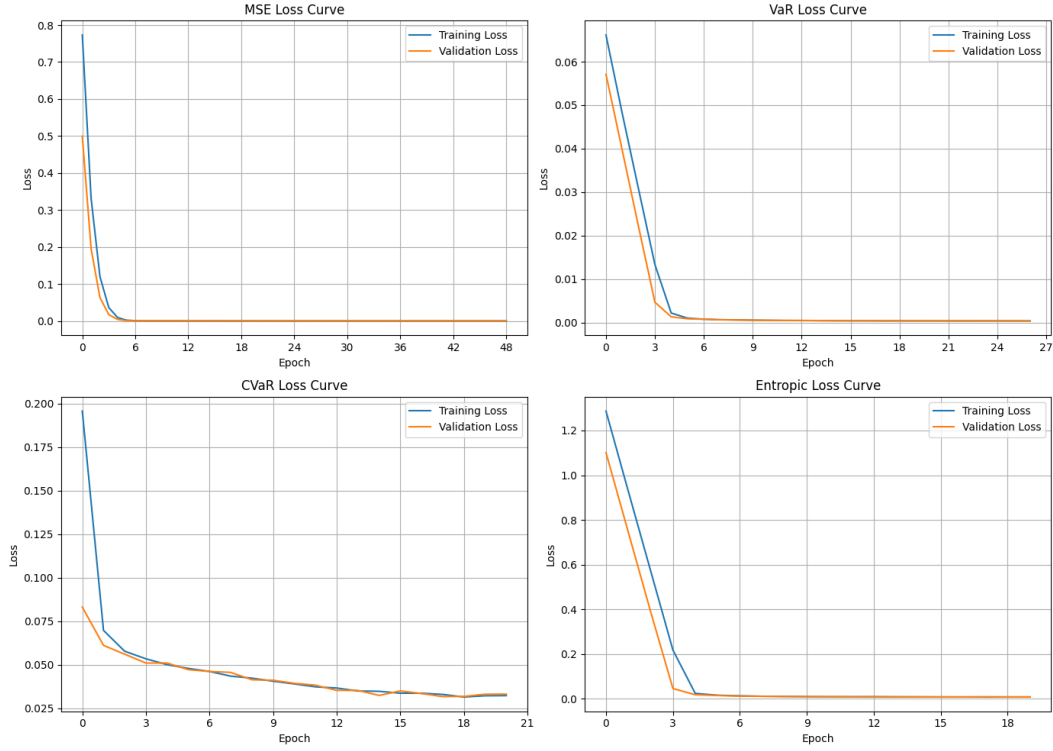 MSE Loss Curve
0.8
0.7
0.6
0.5
0.4
0.3
0.2
0.1
0.0
Loss
Training Loss
Validation Loss
0 6 12 18 24 30 36 42 48
Epoch
VaR Loss Curve
0.06
0.05
0.04
0.03
0.02
0.01
0.00
Loss
Training Loss
Validation Loss
0 3 6 9 12 15 18 21 24 27
Epoch
CVaR Loss Curve
0.200
0.175
0.150
0.125
0.100
0.075
0.050
0.025
Loss
Training Loss
Validation Loss
0 3 6 9 12 15 18 21
Epoch
Entropic Loss Curve
1.2
1.0
0.8
0.6
0.4
0.2
0.0
Loss
Training Loss
Validation Loss
0 3 6 9 12 15 18
Epoch